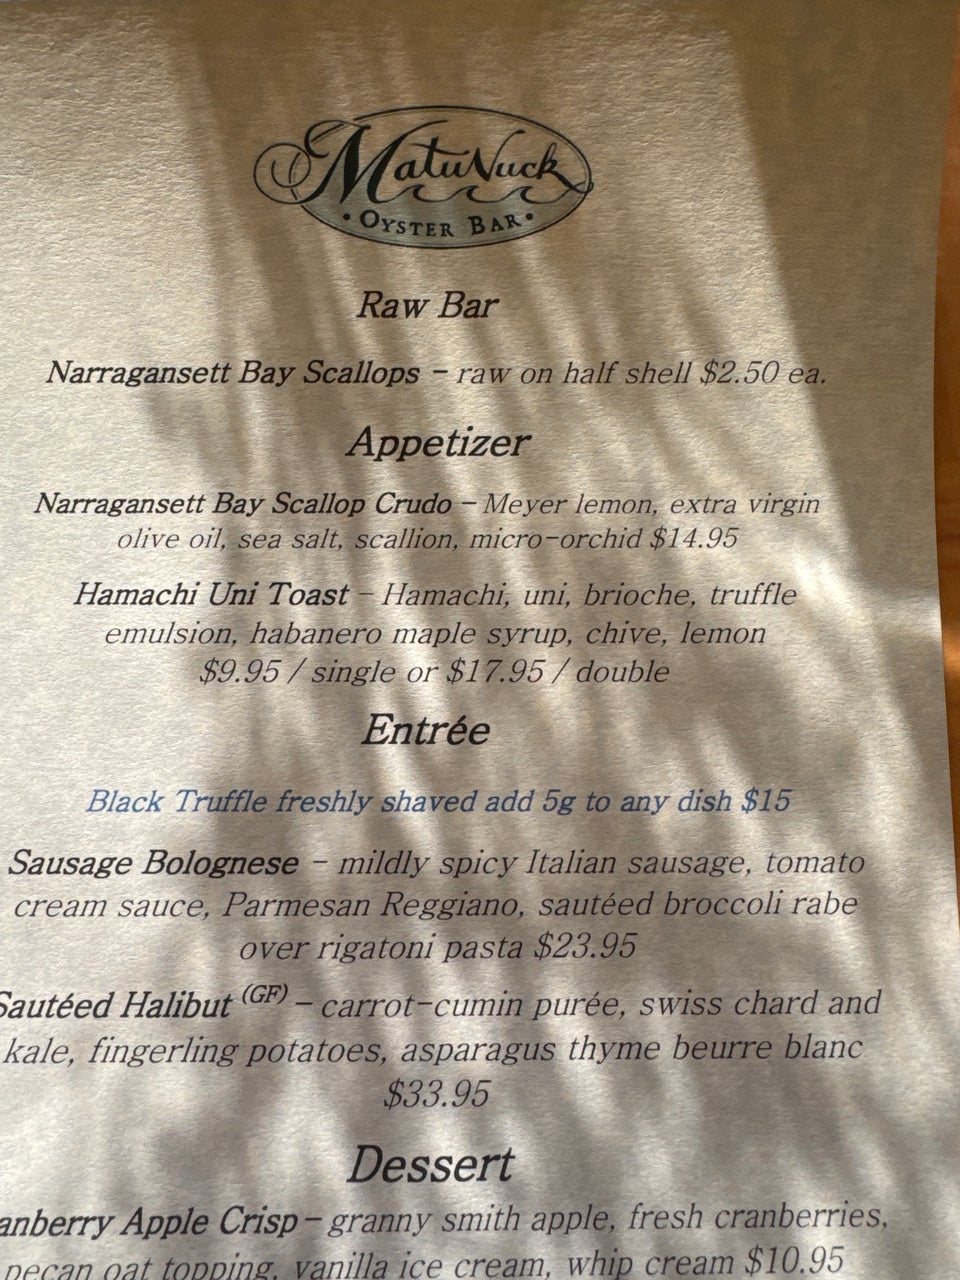 MatuNuck
• OYSTER BAR •
Raw Bar
Narragansett Bay Scallops – raw on half shell $2.50 ea.
Appetizer
Narragansett Bay Scallop Crudo – Meyer lemon, extra virgin
olive oil, sea salt, scallion, micro-orchid $14.95
Hamachi Uni Toast – Hamachi, uni, brioche, truffle
emulsion, habanero maple syrup, chive, lemon
$9.95 / single or $17.95 / double
Entrée
Black Truffle freshly shaved add 5g to any dish $15
Sausage Bolognese – mildly spicy Italian sausage, tomato
cream sauce, Parmesan Reggiano, sautéed broccoli rabe
over rigatoni pasta $23.95
Sautéed Halibut (GF) – carrot-cumin purée, swiss chard and
kale, fingerling potatoes, asparagus thyme beurre blanc
$33.95
Dessert
anberry Apple Crisp – granny smith apple, fresh cranberries,
pecan oat topping, vanilla ice cream, whip cream $10.95